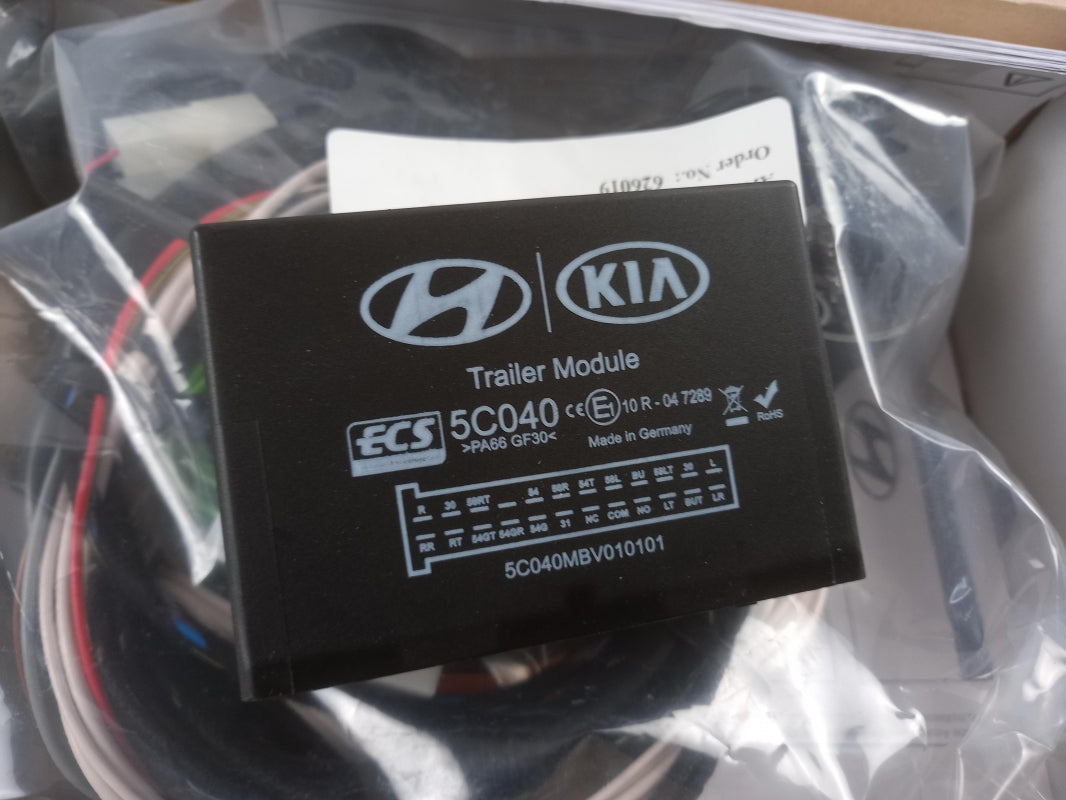 Order No.: 626019
KIA
Trailer Module
ECS 5C040 CE E1 10 R - 04 7289
>PA66 GF30<
Made in Germany
RoHS
R 30 58RT — 54 58R 54T 58L BU 58LT 30 L
RR RT 54GT 54GR 54G 31 NC COM NO LT BUT LR
5C040MBV010101